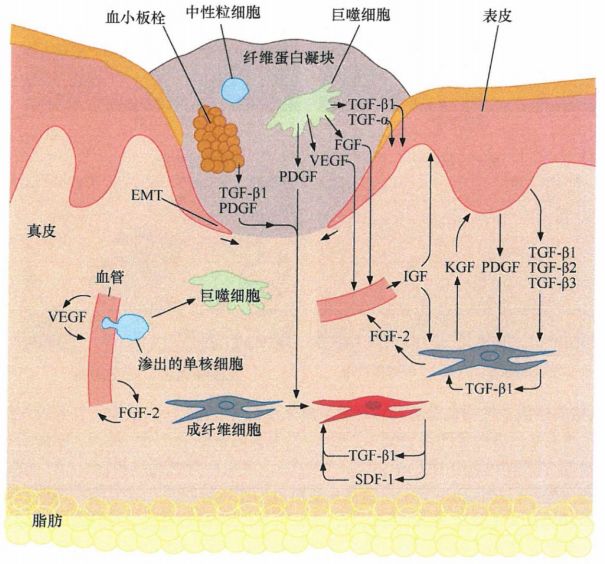 血小板栓
中性粒细胞
巨噬细胞
表皮
纤维蛋白凝块
TGF-β1
TGF-α
FGF
VEGF
PDGF
TGF-β1
PDGF
EMT
真皮
血管
VEGF
巨噬细胞
渗出的单核细胞
FGF-2
成纤维细胞
IGF
KGF
PDGF
TGF-β1
TGF-β2
TGF-β3
FGF-2
TGF-β1
TGF-β1
SDF-1
脂肪